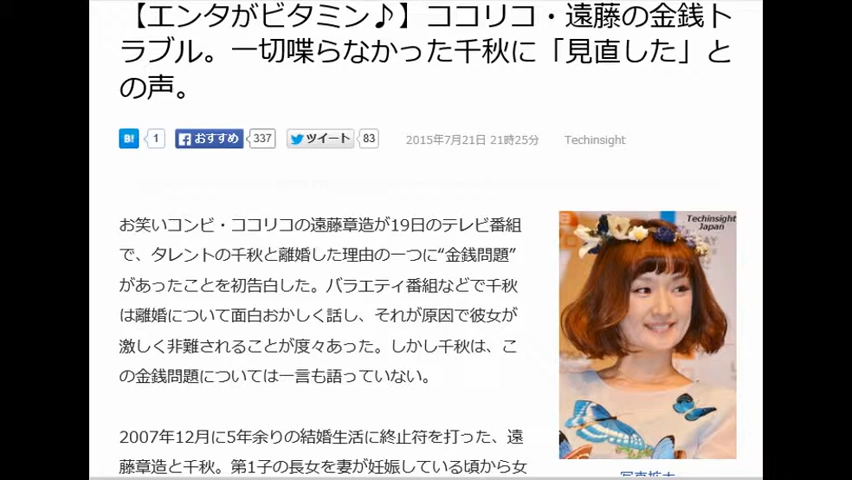 【エンタがビタミン♪】ココリコ・遠藤の金銭ト
ラブル。一切喋らなかった千秋に「見直した」と
の声。
B! 1 おすすめ 337 ツイート 83 2015年7月21日 21時25分 Techinsight
お笑いコンビ・ココリコの遠藤章造が19日のテレビ番組
で、タレントの千秋と離婚した理由の一つに“金銭問題”
があったことを初告白した。バラエティ番組などで千秋
は離婚について面白おかしく話し、それが原因で彼女が
激しく非難されることが度々あった。しかし千秋は、こ
の金銭問題については一言も語っていない。
Techinsight
Japan
2007年12月に5年余りの結婚生活に終止符を打った、遠
藤章造と千秋。第1子の長女を妻が妊娠している頃から女
写真拡大